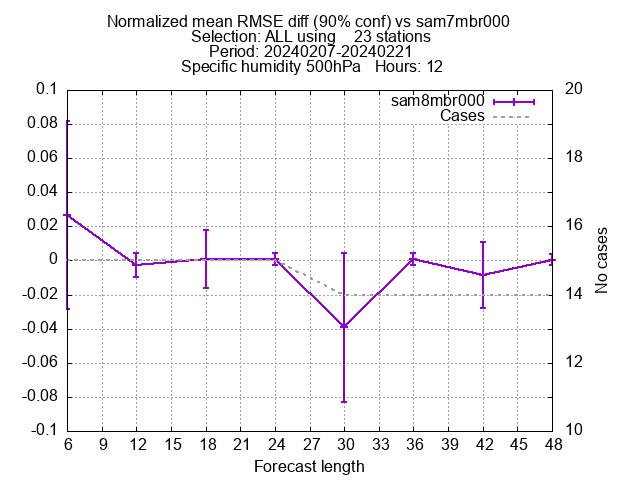 Normalized mean RMSE diff (90% conf) vs sam7mbr000
Selection: ALL using    23 stations
Period: 20240207-20240221
Specific humidity 500hPa   Hours: 12
sam8mbr000
Cases
0.1
0.08
0.06
0.04
0.02
0
-0.02
-0.04
-0.06
-0.08
-0.1
20
18
16
14
12
10
No cases
6 9 12 15 18 21 24 27 30 33 36 39 42 45 48
Forecast length